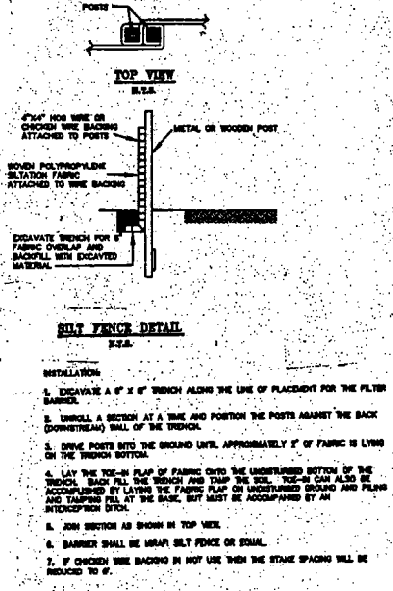 POSTS
TOP VIEW
N.T.S.
4"X4" HOG WIRE OR
CHICKEN WIRE BACKING
ATTACHED TO POSTS
METAL OR WOODEN POST
WOVEN POLYPROPYLENE
SILTATION FABRIC
ATTACHED TO WIRE BACKING
EXCAVATE TRENCH FOR
FABRIC OVERLAP AND
BACKFILL WITH EXCAVTED
MATERIAL
SILT FENCE DETAIL
N.T.S.
INSTALLATION:
1. EXCAVATE A 6" X 6" TRENCH ALONG THE LINE OF PLACEMENT FOR THE FILTER
BARRIER.
2. UNROLL A SECTION AT A TIME AND POSITION THE POSTS AGAINST THE BACK
(DOWNSTREAM) WALL OF THE TRENCH.
3. DRIVE POSTS INTO THE GROUND UNTIL APPROXIMATELY 2" OF FABRIC IS LYING
ON THE TRENCH BOTTOM.
4. LAY THE TOE-IN FLAP OF FABRIC ONTO THE UNDISTURBED BOTTOM OF THE
TRENCH. BACK FILL THE TRENCH AND TAMP THE SOIL. TOE-IN CAN ALSO BE
ACCOMPLISHED BY LAYING THE FABRIC FLAP ON UNDISTURBED GROUND AND PILING
AND TAMPING FILL AT THE BASE, BUT MUST BE ACCOMPANIED BY AN
INTERCEPTION DITCH.
5. JOIN SECTION AS SHOWN IN TOP VIEW.
6. BARRIER SHALL BE MIRAFI SILT FENCE OR EQUAL.
7. IF CHICKEN WIRE BACKING IN NOT USE THEN THE STAKE SPACING WILL BE
REDUCED TO 6'.